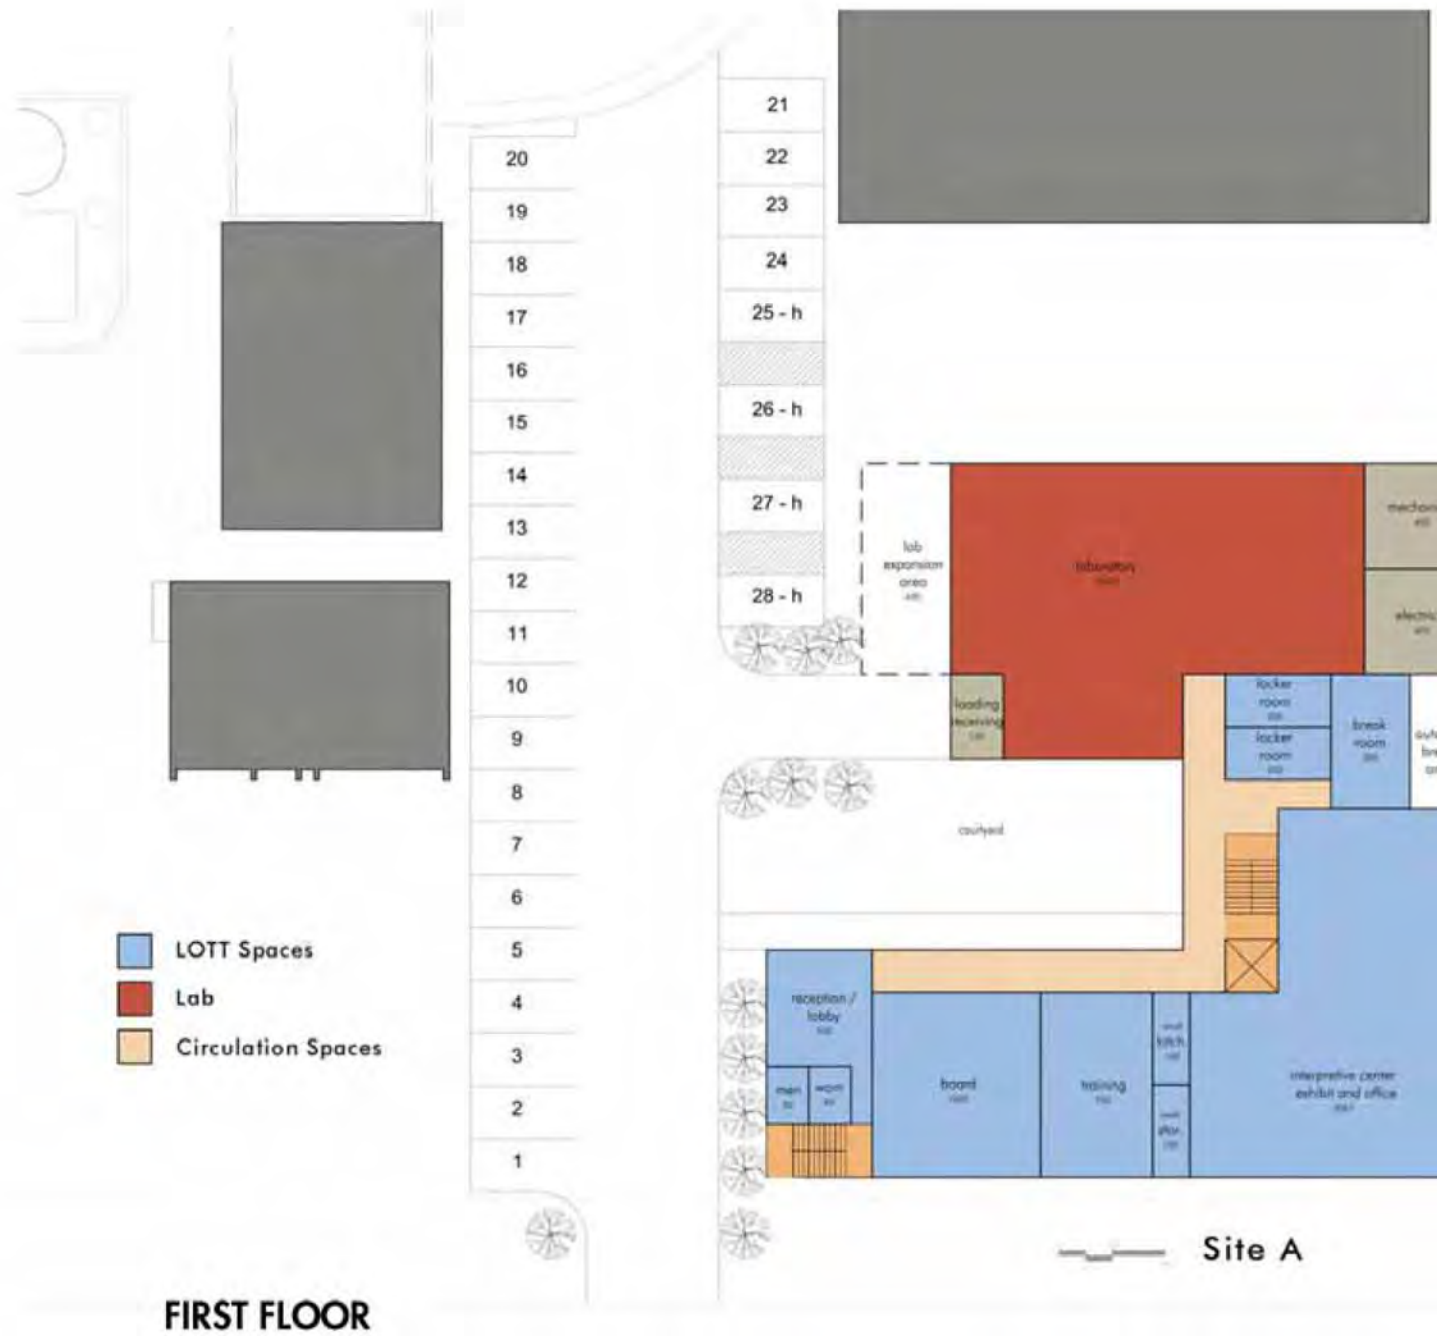 21
20
22
19
23
18
24
17
25 - h
16
26 - h
15
14
27 - h
13
12
28 - h
11
10
9
8
7
6
5
4
3
2
1
lab
expansion
area
laboratory
loading
receiving
locker
room
locker
room
break
room
courtyard
LOTT Spaces
Lab
Circulation Spaces
reception /
lobby
men
board
training
interpretive center
exhibit and office
Site A
FIRST FLOOR